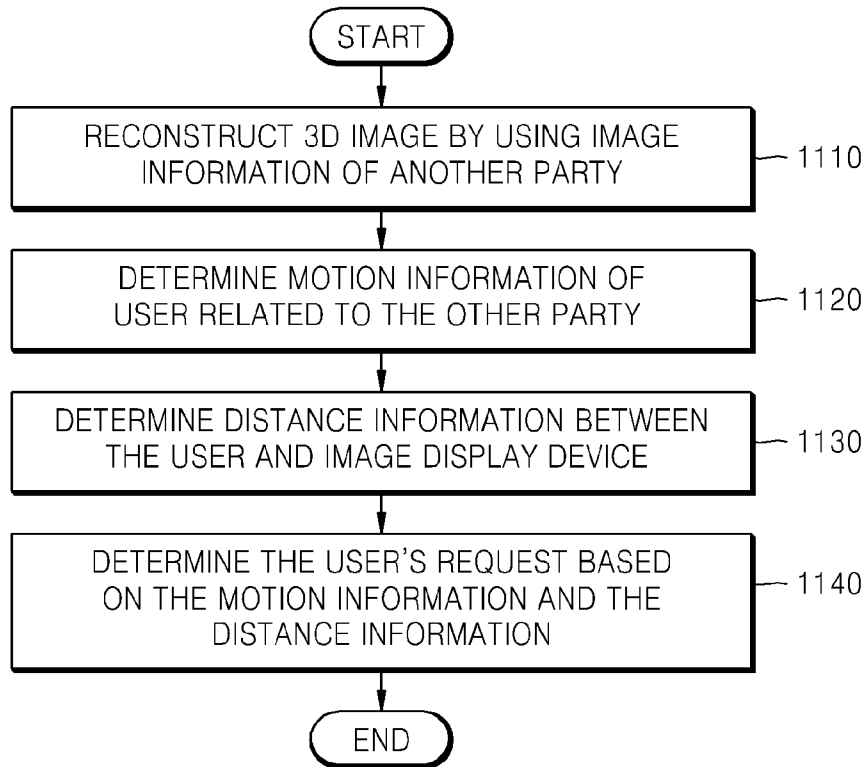 START
RECONSTRUCT 3D IMAGE BY USING IMAGE
INFORMATION OF ANOTHER PARTY
1110
DETERMINE MOTION INFORMATION OF
USER RELATED TO THE OTHER PARTY
1120
DETERMINE DISTANCE INFORMATION BETWEEN
THE USER AND IMAGE DISPLAY DEVICE
1130
DETERMINE THE USER'S REQUEST BASED
ON THE MOTION INFORMATION AND THE
DISTANCE INFORMATION
1140
END